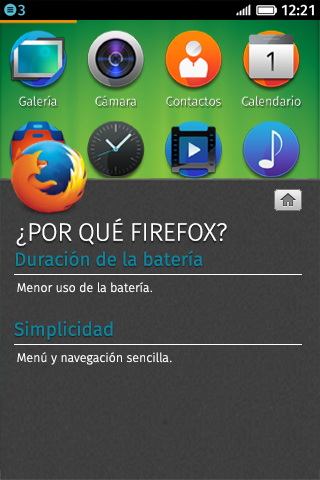 3
12:21
Galería
Cámara
Contactos
1
Calendario
¿POR QUÉ FIREFOX?
Duración de la batería
Menor uso de la batería.
Simplicidad
Menú y navegación sencilla.